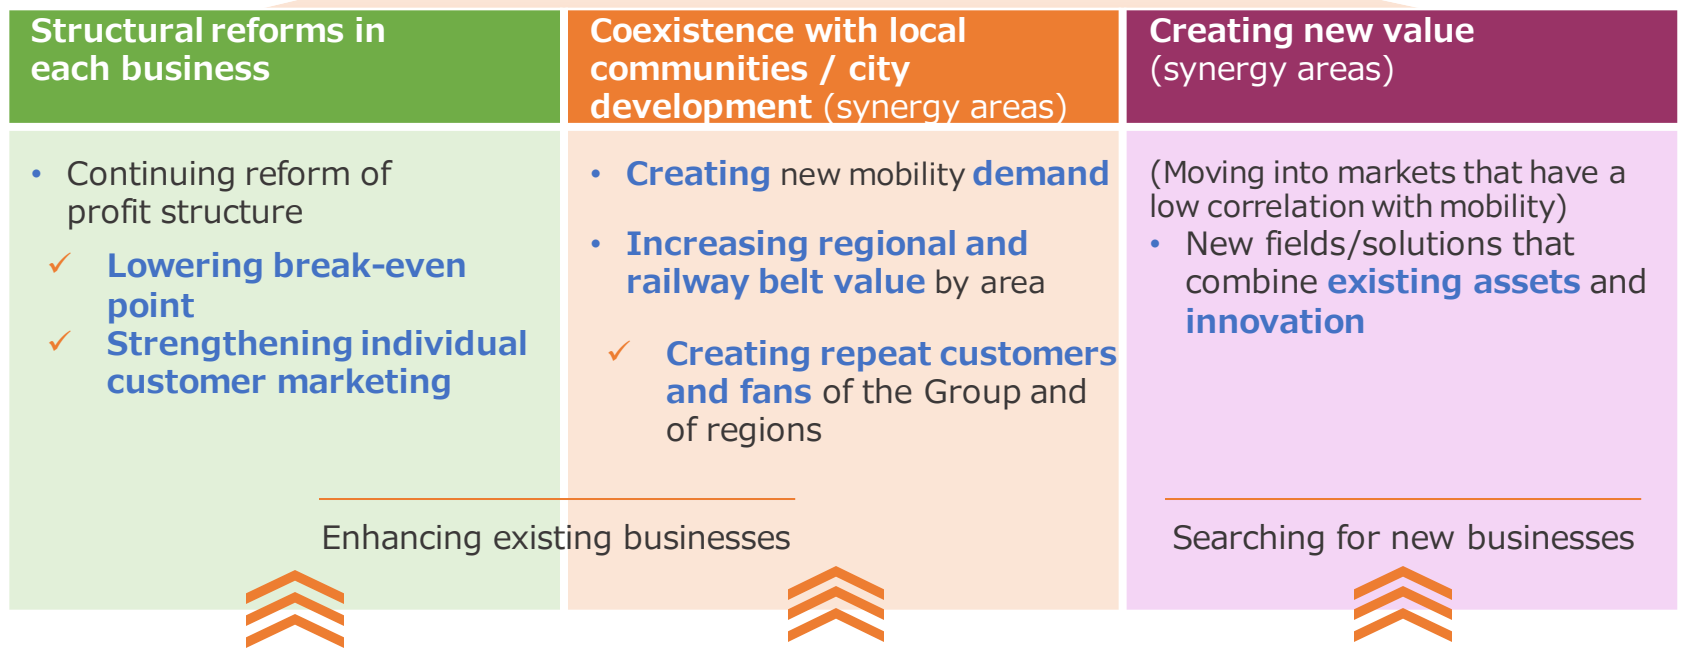 Structural reforms in
each business
• Continuing reform of
profit structure
✓ Lowering break-even
point
✓ Strengthening individual
customer marketing
Coexistence with local
communities / city
development (synergy areas)
• Creating new mobility demand
• Increasing regional and
railway belt value by area
✓ Creating repeat customers
and fans of the Group and
of regions
Creating new value
(synergy areas)
(Moving into markets that have a
low correlation with mobility)
• New fields/solutions that
combine existing assets and
innovation
Enhancing existing businesses
Searching for new businesses